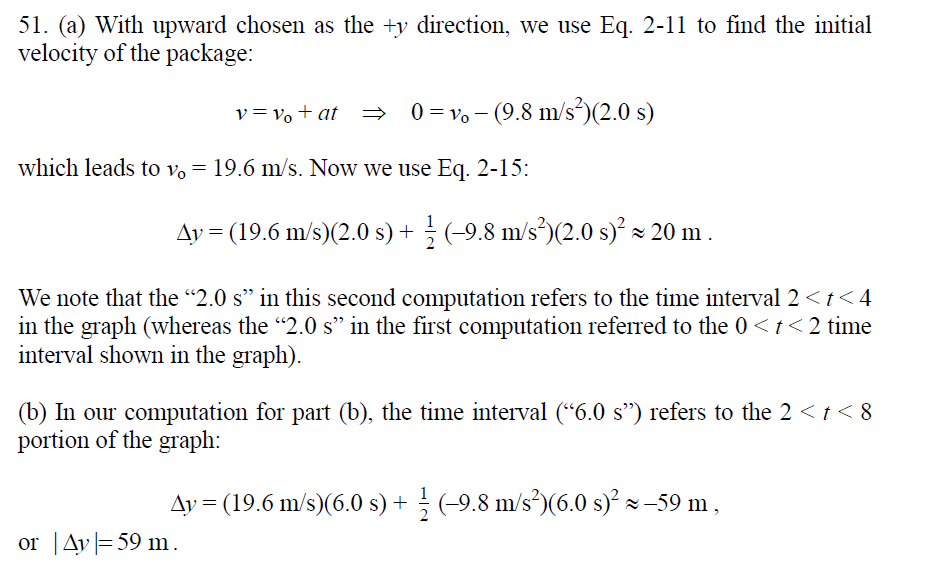 51. (a) With upward chosen as the +y direction, we use Eq. 2-11 to find the initial
velocity of the package:
v = vₒ + at ⇒ 0 = vₒ – (9.8 m/s²)(2.0 s)
which leads to vₒ = 19.6 m/s. Now we use Eq. 2-15:
Δy = (19.6 m/s)(2.0 s) + ½ (–9.8 m/s²)(2.0 s)² ≈ 20 m .
We note that the “2.0 s” in this second computation refers to the time interval 2 < t < 4
in the graph (whereas the “2.0 s” in the first computation referred to the 0 < t < 2 time
interval shown in the graph).
(b) In our computation for part (b), the time interval (“6.0 s”) refers to the 2 < t < 8
portion of the graph:
Δy = (19.6 m/s)(6.0 s) + ½ (–9.8 m/s²)(6.0 s)² ≈ –59 m ,
or |Δy|= 59 m.